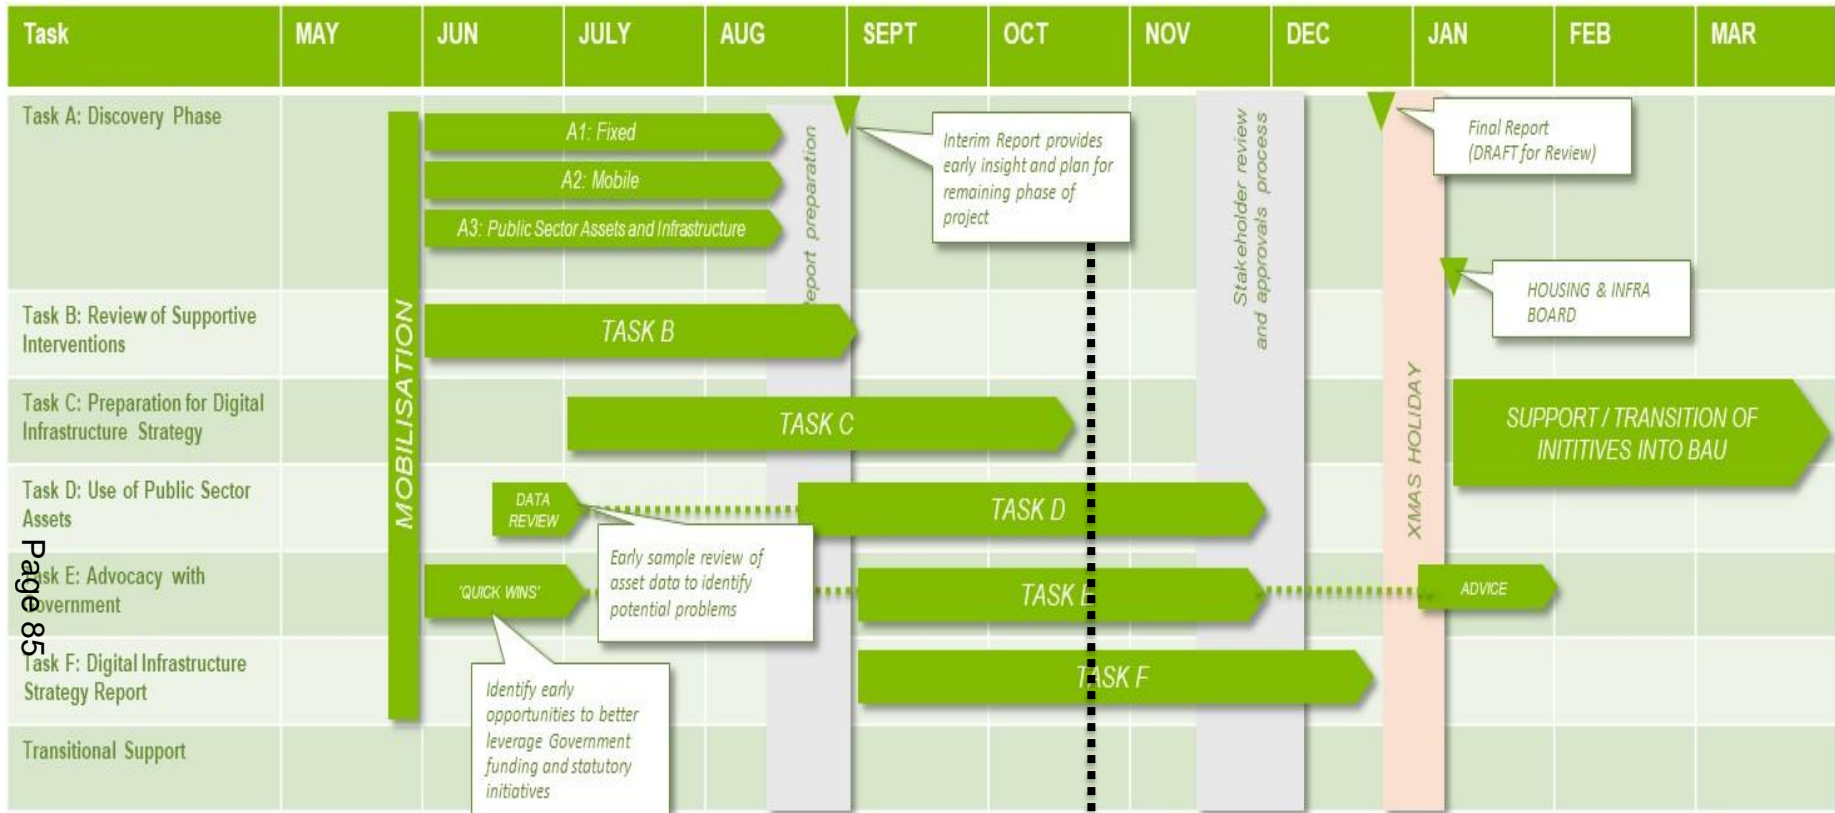 Task MAY JUN JULY AUG SEPT OCT NOV DEC JAN FEB MAR
Task A: Discovery Phase
A1: Fixed
A2: Mobile
A3: Public Sector Assets and Infrastructure
MOBILISATION
Report preparation
Interim Report provides
early insight and plan for
remaining phase of
project
Stakeholder review
and approvals process
Final Report
(DRAFT for Review)
HOUSING & INFRA
BOARD
XMAS HOLIDAY
Task B: Review of Supportive
Interventions
TASK B
Task C: Preparation for Digital
Infrastructure Strategy
TASK C
SUPPORT / TRANSITION OF
INITITIVES INTO BAU
Task D: Use of Public Sector
Assets
DATA
REVIEW
TASK D
Early sample review of
asset data to identify
potential problems
Task E: Advocacy with
Government
'QUICK WINS'
TASK E
ADVICE
Identify early
opportunities to better
leverage Government
funding and statutory
initiatives
Task F: Digital Infrastructure
Strategy Report
TASK F
Transitional Support
Page 85